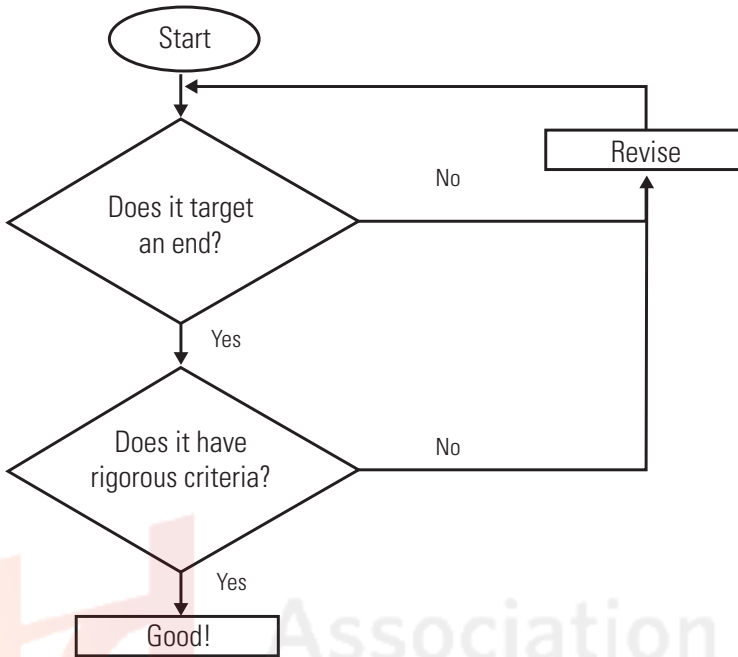 Start
Revise
No
Does it target
an end?
Yes
Does it have
rigorous criteria?
No
Yes
Good!
Association